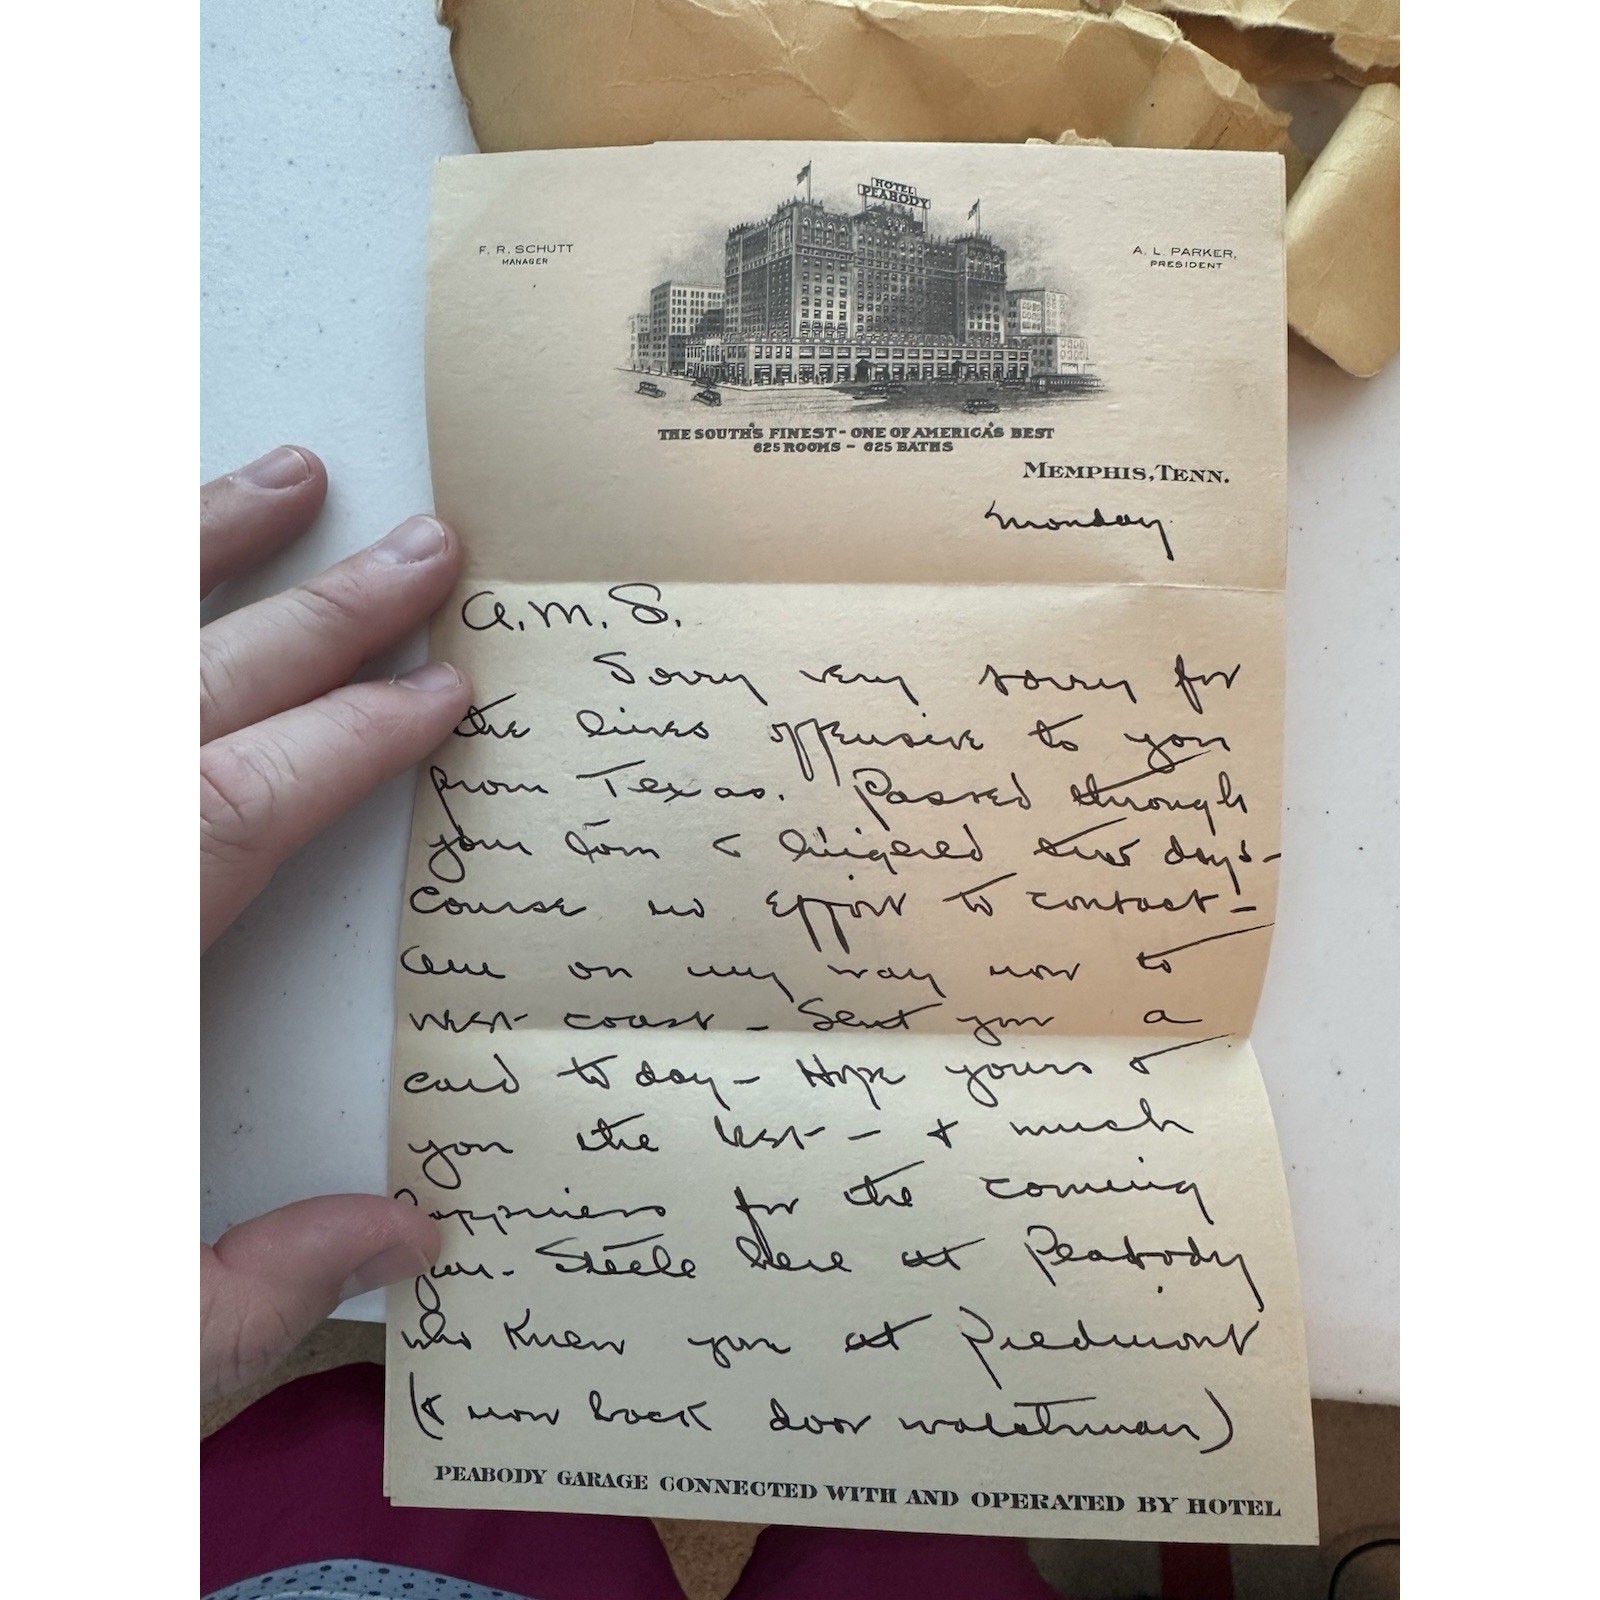 HOTEL
PEABODY
F. R. SCHUTT
MANAGER
A. L. PARKER,
PRESIDENT
THE SOUTH'S FINEST - ONE OF AMERICA'S BEST
625 ROOMS - 625 BATHS
MEMPHIS, TENN.
Monday
A.M.S.
Sorry very sorry for
the lines offensive to you
from Texas. Passed through
your town & lingered two days -
Course no effort to contact -
Am on my way now to
west coast - Sent you a
card to day - Hope yours &
you the best - & much
happiness for the coming
year. Steele here at Peabody
who knew you at Piedmont
(& now back door watchman)
PEABODY GARAGE CONNECTED WITH AND OPERATED BY HOTEL